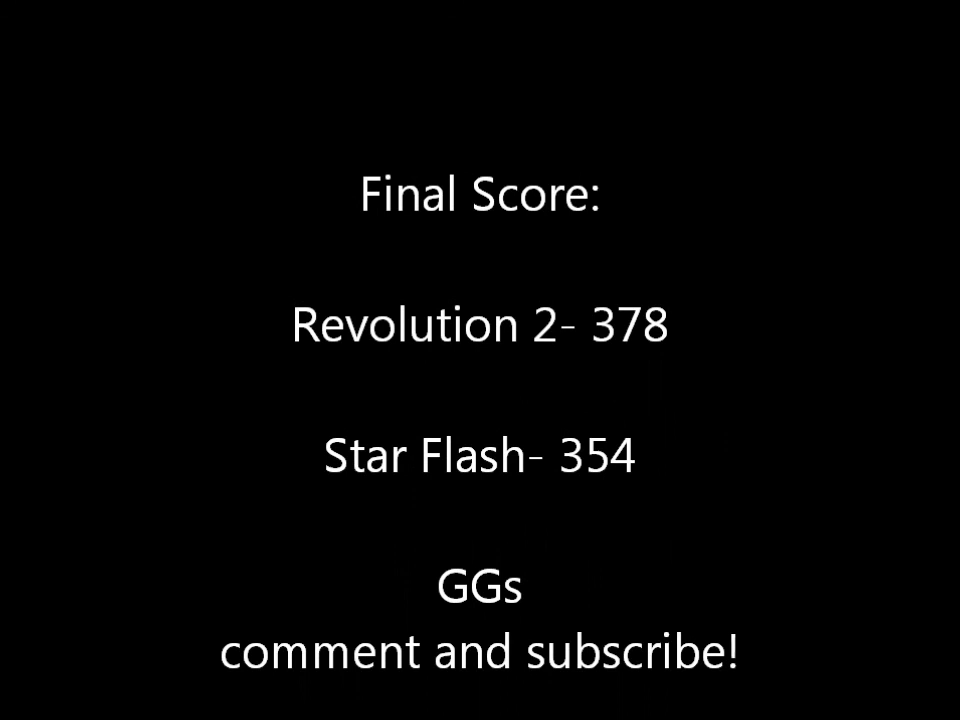 Final Score:
Revolution 2- 378
Star Flash- 354
GGs
comment and subscribe!